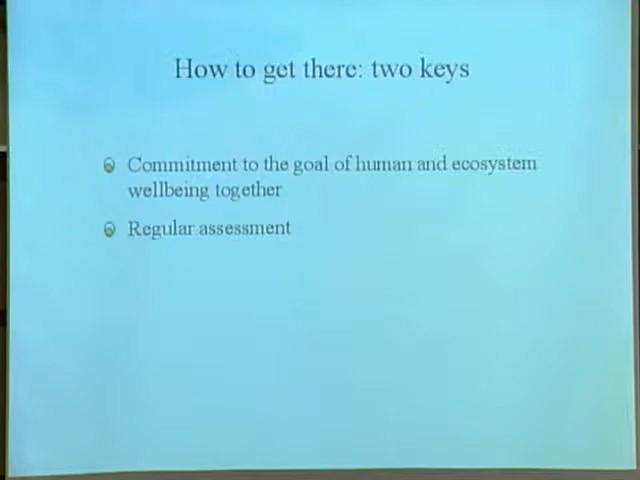 How to get there: two keys
Commitment to the goal of human and ecosystem
wellbeing together
Regular assessment